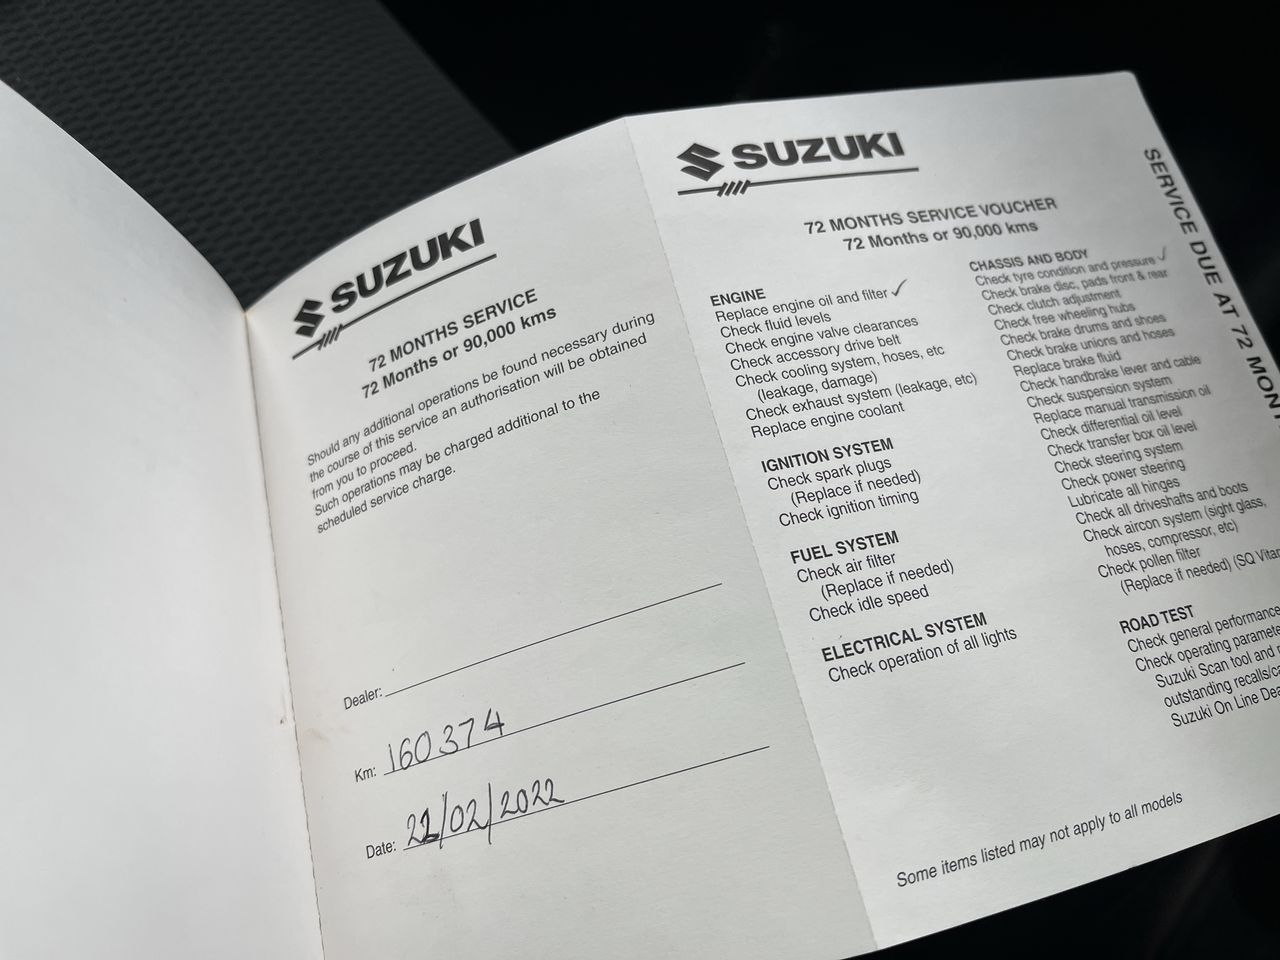 SUZUKI
72 MONTHS SERVICE
72 Months or 90,000 kms
Should any additional operations be found necessary during
the course of this service an authorisation will be obtained
from you to proceed.
Such operations may be charged additional to the
scheduled service charge.
Dealer:
Km: 160374
Date: 22/02/2022
SUZUKI
72 MONTHS SERVICE VOUCHER
72 Months or 90,000 kms
ENGINE
Replace engine oil and filter ✓
Check fluid levels
Check engine valve clearances
Check accessory drive belt
Check cooling system, hoses, etc
(leakage, damage)
Check exhaust system (leakage, etc)
Replace engine coolant
IGNITION SYSTEM
Check spark plugs
(Replace if needed)
Check ignition timing
FUEL SYSTEM
Check air filter
(Replace if needed)
Check idle speed
ELECTRICAL SYSTEM
Check operation of all lights
CHASSIS AND BODY
Check tyre condition and pressure ✓
Check brake disc, pads front & rear
Check clutch adjustment
Check free wheeling hubs
Check brake drums and shoes
Check brake unions and hoses
Replace brake fluid
Check handbrake lever and cable
Check suspension system
Replace manual transmission oil
Check differential oil level
Check transfer box oil level
Check steering system
Check power steering
Lubricate all hinges
Check all driveshafts and boots
Check aircon system (sight glass,
hoses, compressor, etc)
Check pollen filter
(Replace if needed) (SQ Vitar
ROAD TEST
Check general performance
Check operating paramete
Suzuki Scan tool and
outstanding recalls/ca
Suzuki On Line Dea
Some items listed may not apply to all models
SERVICE DUE AT 72 MONT